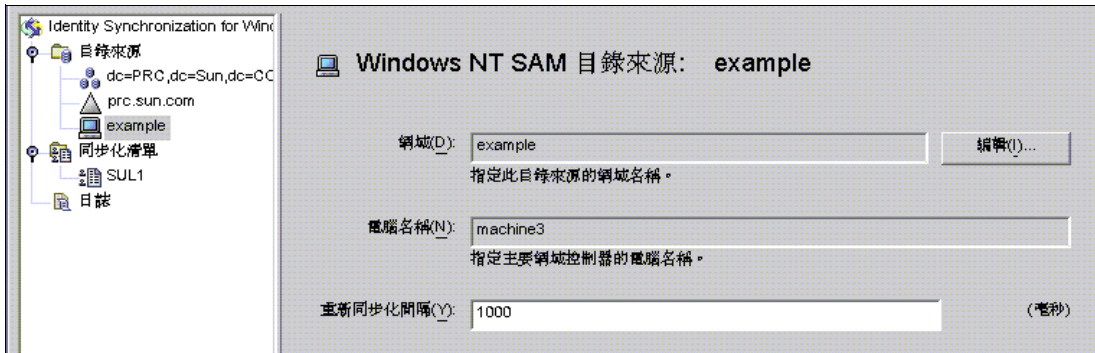 Identity Synchronization for Wind
目錄來源
dc=PRC,dc=Sun,dc=CC
prc.sun.com
example
同步化清單
SUL1
日誌
Windows NT SAM 目錄來源: example
網域(D): example 編輯(I)...
指定此目錄來源的網域名稱。
電腦名稱(N): machine3
指定主要網域控制器的電腦名稱。
重新同步化間隔(Y): 1000 (毫秒)